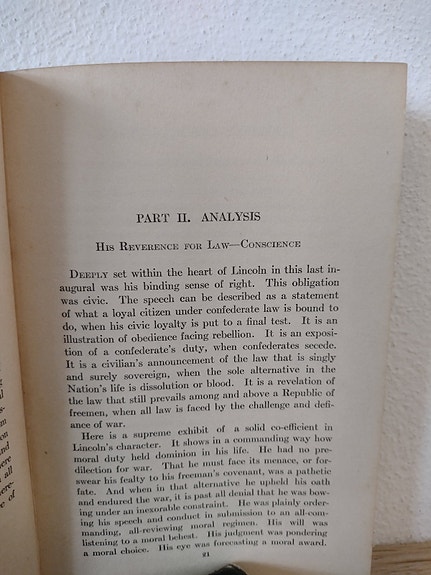 PART II. ANALYSIS
His Reverence for Law—Conscience
Deeply set within the heart of Lincoln in this last in-
augural was his binding sense of right. This obligation
was civic. The speech can be described as a statement
of what a loyal citizen under confederate law is bound to
do, when his civic loyalty is put to a final test. It is an
illustration of obedience facing rebellion. It is an exposi-
tion of a confederate's duty, when confederates secede.
It is a civilian's announcement of the law that is singly
and surely sovereign, when the sole alternative in the
Nation's life is dissolution or blood. It is a revelation of
the law that still prevails among and above a Republic of
freemen, when all law is faced by the challenge and defi-
ance of war.
Here is a supreme exhibit of a solid co-efficient in
Lincoln's character. It shows in a commanding way how
moral duty held dominion in his life. He had no pre-
dilection for war. That he must face its menace, or for-
swear his fealty to his freeman's covenant, was a pathetic
fate. And when in that alternative he upheld his oath
and endured the war, it is past all denial that he was bow-
ing under an inexorable constraint. He was plainly order-
ing his speech and conduct in submission to an all-com-
manding, all-reviewing moral regimen. His will was
listening to a moral behest. His judgment was pondering
a moral choice. His eye was forecasting a moral award.
21